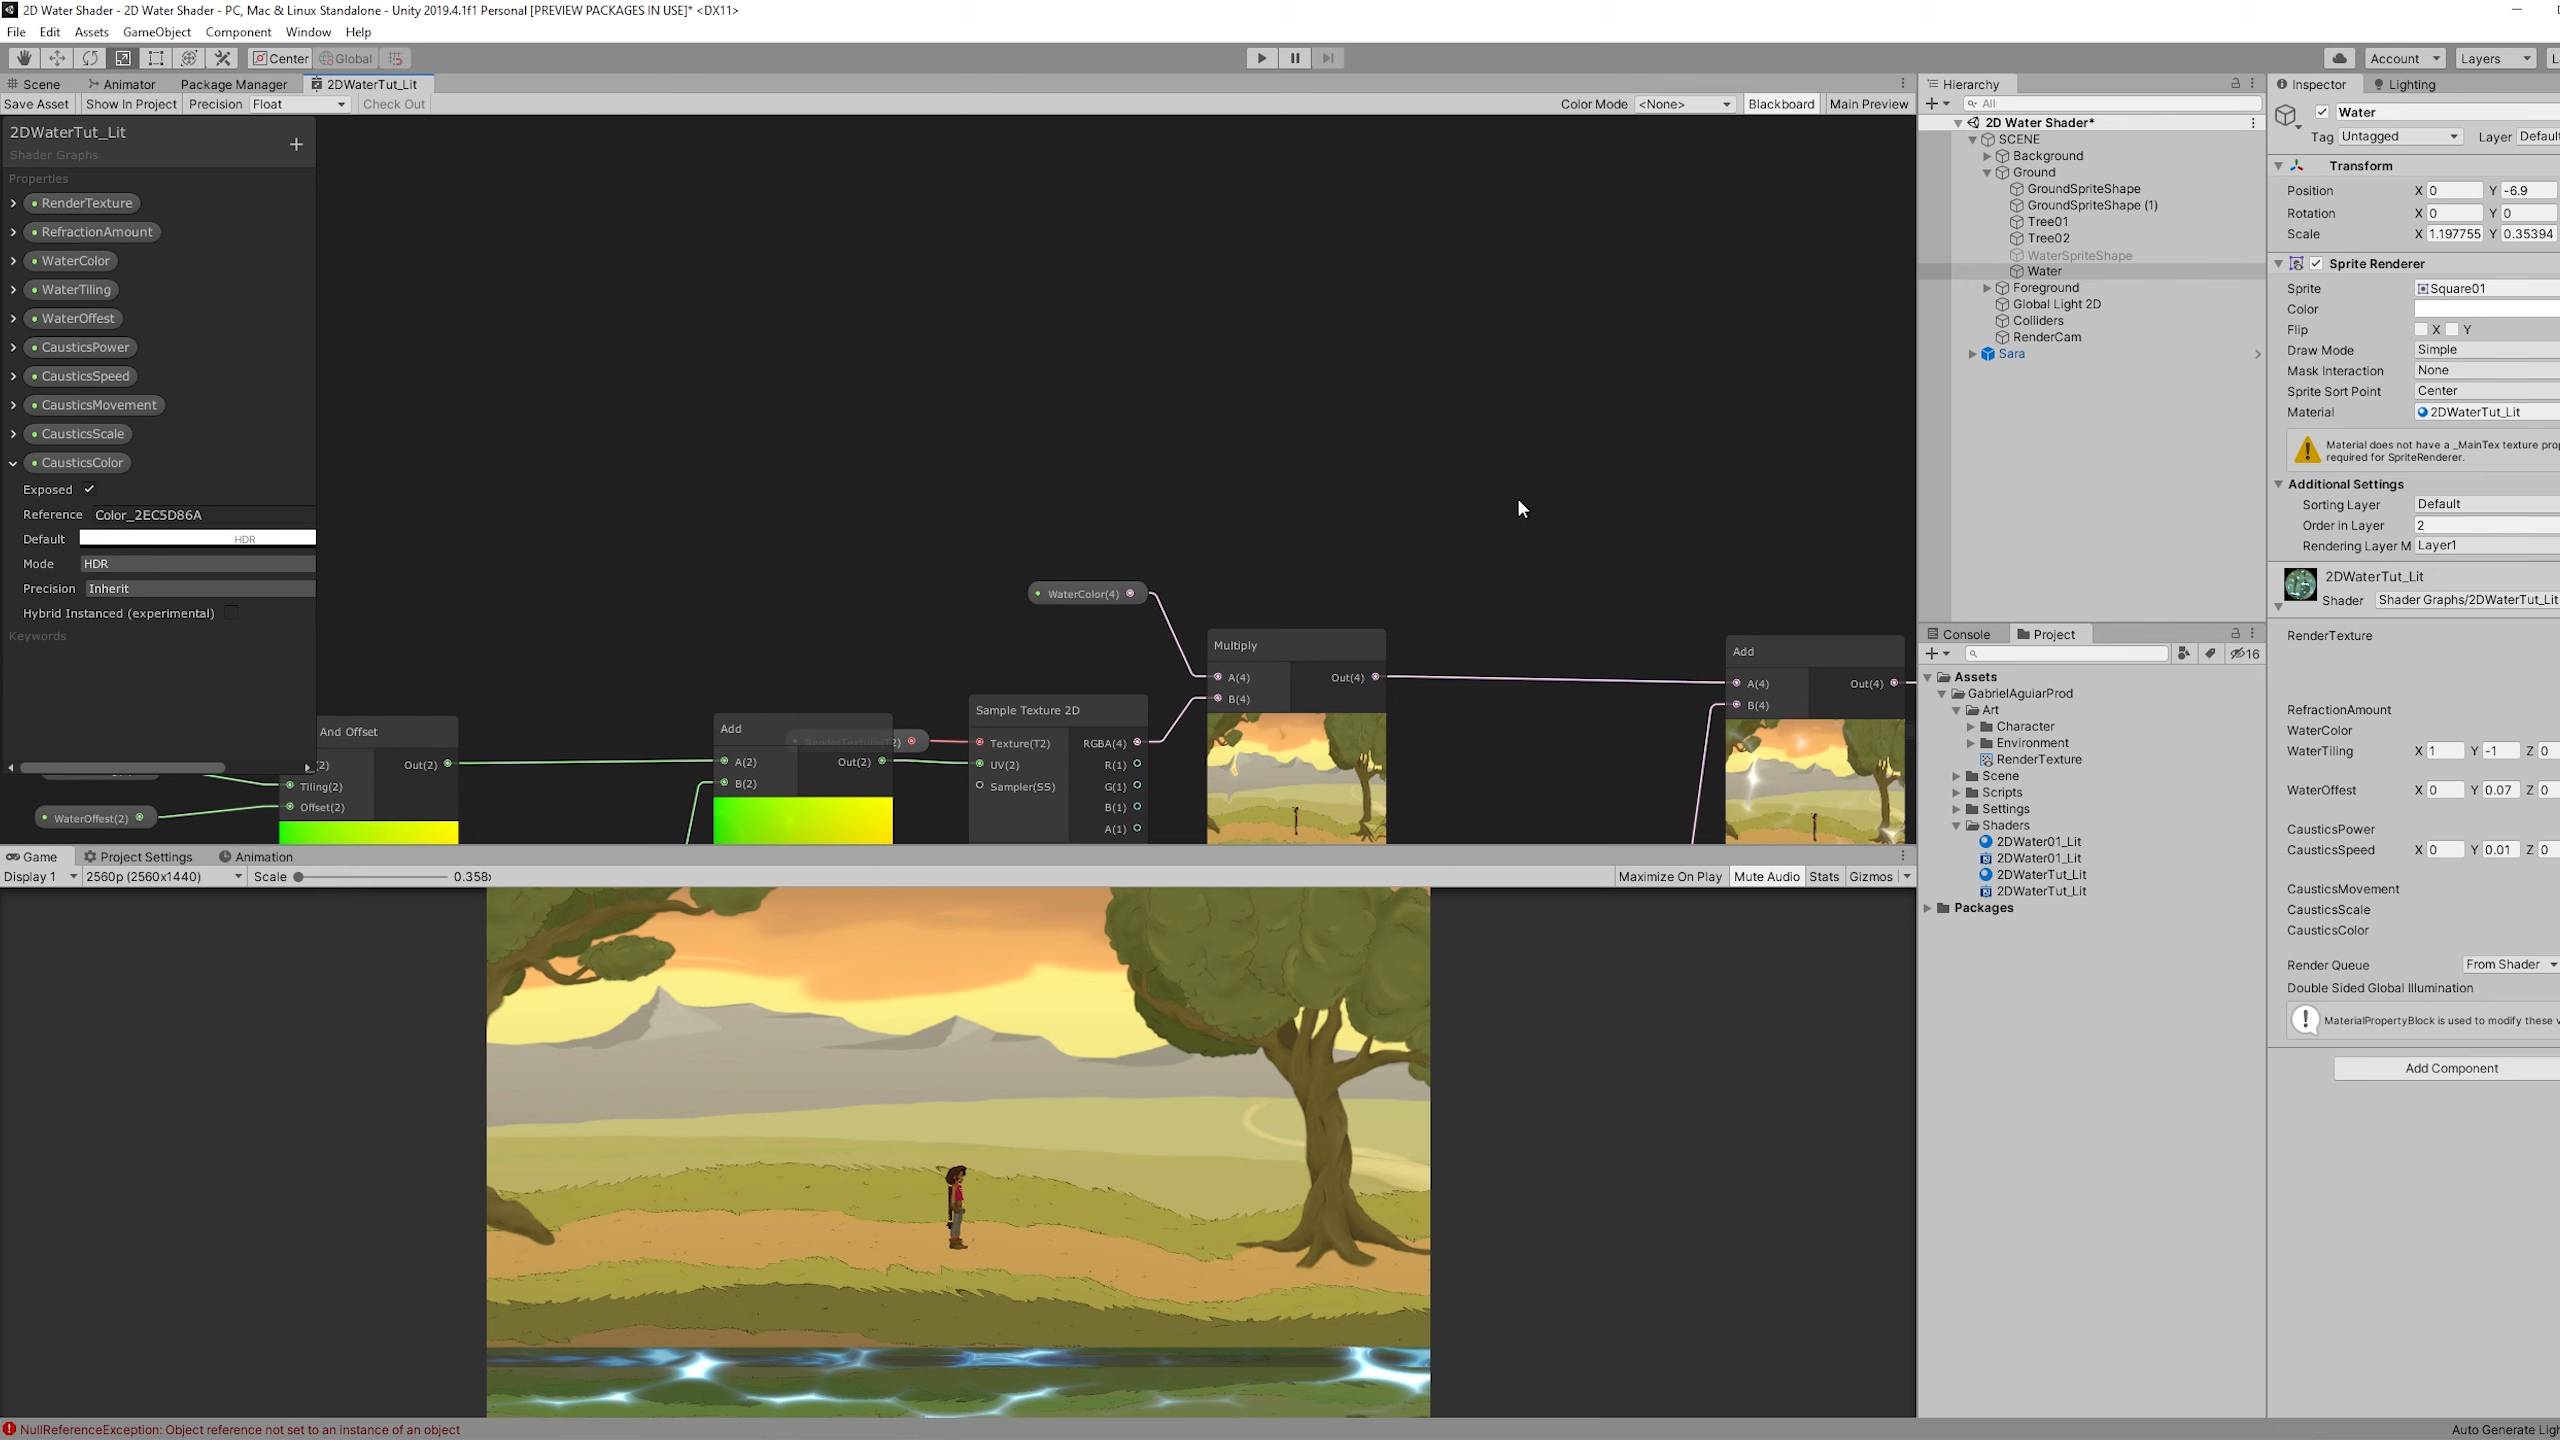 2D Water Shader - 2D Water Shader - PC, Mac & Linux Standalone - Unity 2019.4.1f1 Personal [PREVIEW PACKAGES IN USE]* <DX11>
File Edit Assets GameObject Component Window Help
Center Global
Account Layers
Scene Animator Package Manager 2DWaterTut_Lit
Save Asset Show In Project Precision Float Check Out
Color Mode <None> Blackboard Main Preview
2DWaterTut_Lit
Shader Graphs
Properties
RenderTexture
RefractionAmount
WaterColor
WaterTiling
WaterOffest
CausticsPower
CausticsSpeed
CausticsMovement
CausticsScale
CausticsColor
Exposed
Reference Color_2EC5D86A
Default HDR
Mode HDR
Precision Inherit
Hybrid Instanced (experimental)
Keywords
And Offset
Out(2)
Tiling(2)
Offset(2)
WaterOffest(2)
Add
A(2) Out(2)
B(2)
Sample Texture 2D
Texture(T2) RGBA(4)
UV(2) R(1)
Sampler(SS) G(1)
B(1)
A(1)
WaterColor(4)
Multiply
A(4) Out(4)
B(4)
Add
A(4) Out(4)
B(4)
Game Project Settings Animation
Display 1 2560p (2560x1440) Scale 0.358x
Maximize On Play Mute Audio Stats Gizmos
Hierarchy
All
2D Water Shader*
SCENE
Background
Ground
GroundSpriteShape
GroundSpriteShape (1)
Tree01
Tree02
WaterSpriteShape
Water
Foreground
Global Light 2D
Colliders
RenderCam
Sara
Console Project
16
Assets
GabrielAguiarProd
Art
Character
Environment
RenderTexture
Scene
Scripts
Settings
Shaders
2DWater01_Lit
2DWater01_Lit
2DWaterTut_Lit
2DWaterTut_Lit
Packages
Inspector Lighting
Water
Tag Untagged Layer Default
Transform
Position X 0 Y -6.9
Rotation X 0 Y 0
Scale X 1.197755 Y 0.35394
Sprite Renderer
Sprite Square01
Color
Flip X Y
Draw Mode Simple
Mask Interaction None
Sprite Sort Point Center
Material 2DWaterTut_Lit
Material does not have a _MainTex texture prop
required for SpriteRenderer.
Additional Settings
Sorting Layer Default
Order in Layer 2
Rendering Layer M Layer1
2DWaterTut_Lit
Shader Shader Graphs/2DWaterTut_Lit
RenderTexture
RefractionAmount
WaterColor
WaterTiling X 1 Y -1 Z 0
WaterOffest X 0 Y 0.07 Z 0
CausticsPower
CausticsSpeed X 0 Y 0.01 Z 0
CausticsMovement
CausticsScale
CausticsColor
Render Queue From Shader
Double Sided Global Illumination
MaterialPropertyBlock is used to modify these v
Add Component
NullReferenceException: Object reference not set to an instance of an object
Auto Generate Ligh